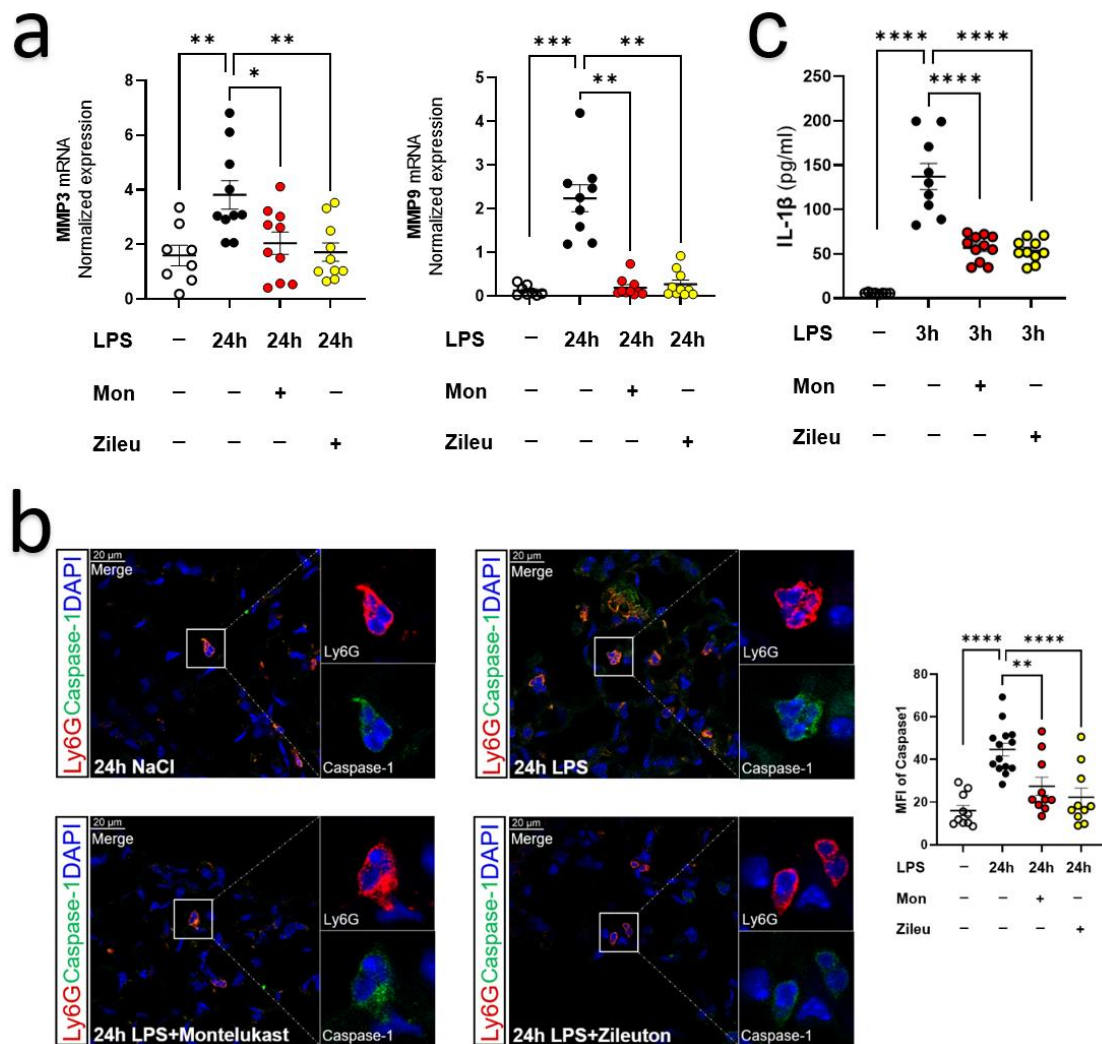 a
** **
*
MMP3 mRNA
Normalized expression
8
6
4
2
0
LPS – 24h 24h 24h
Mon – – + –
Zileu – – – +
*** **
**
MMP9 mRNA
Normalized expression
5
4
3
2
1
0
LPS – 24h 24h 24h
Mon – – + –
Zileu – – – +
c
**** ****
****
IL-1β (pg/ml)
250
200
150
100
50
0
LPS – 3h 3h 3h
Mon – – + –
Zileu – – – +
b
Ly6G Caspase-1 DAPI
20 µm
Merge
24h NaCl
Ly6G
Caspase-1
Ly6G Caspase-1 DAPI
20 µm
Merge
24h LPS
Ly6G
Caspase-1
Ly6G Caspase-1 DAPI
20 µm
Merge
24h LPS+Montelukast
Ly6G
Caspase-1
Ly6G Caspase-1 DAPI
20 µm
Merge
24h LPS+Zileuton
Ly6G
Caspase-1
**** ****
**
MFI of Caspase1
80
60
40
20
0
LPS – 24h 24h 24h
Mon – – + –
Zileu – – – +